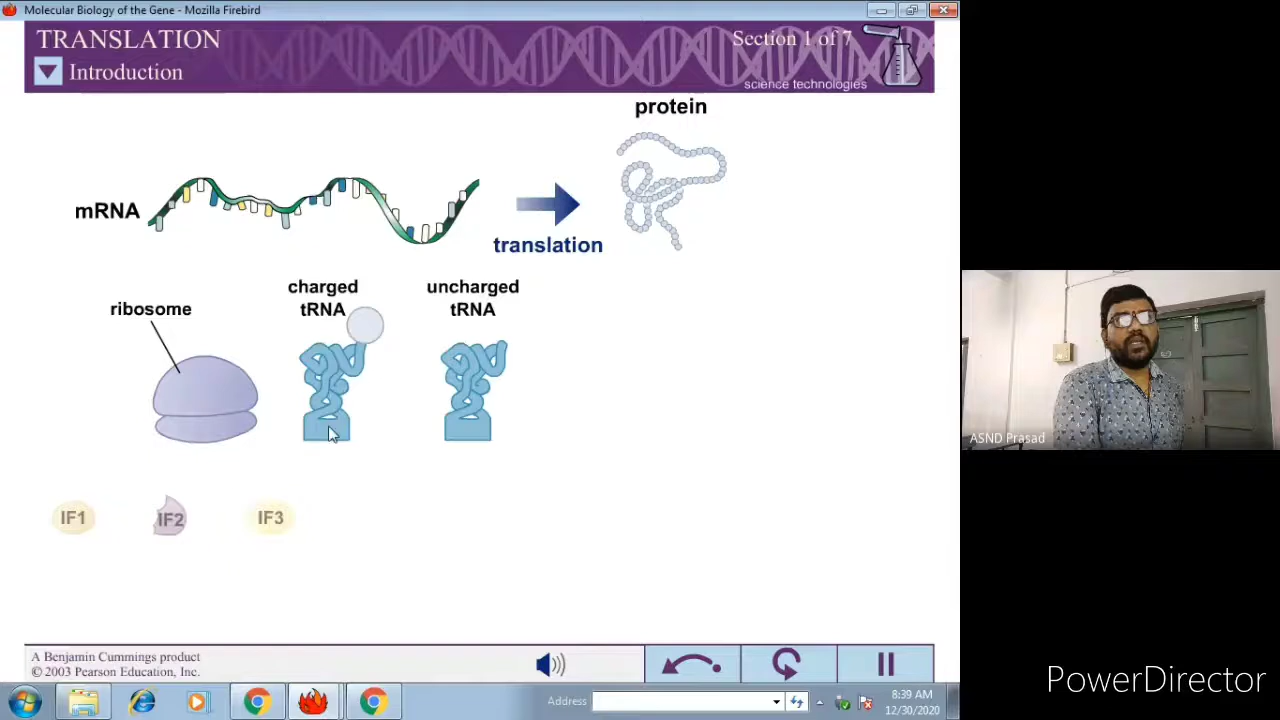 Molecular Biology of the Gene - Mozilla Firebird
TRANSLATION
Section 1 of 7
Introduction
science technologies
protein
mRNA
translation
charged
tRNA
uncharged
tRNA
ribosome
IF1
IF2
IF3
ASND Prasad
A Benjamin Cummings product
© 2003 Pearson Education, Inc.
Address
8:39 AM
12/30/2020
PowerDirector